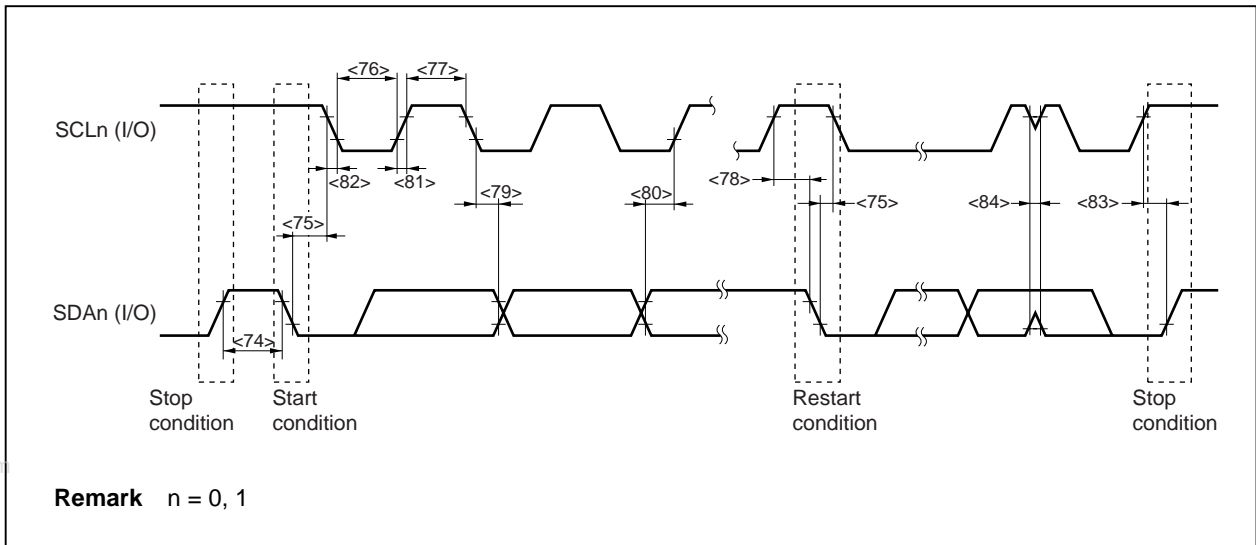 <76> <77>
SCLn (I/O)
<82> <81> <79> <80> <78> <75> <84> <83>
<75>
SDAn (I/O)
<74>
Stop condition
Start condition
Restart condition
Stop condition
m
Remark n = 0, 1